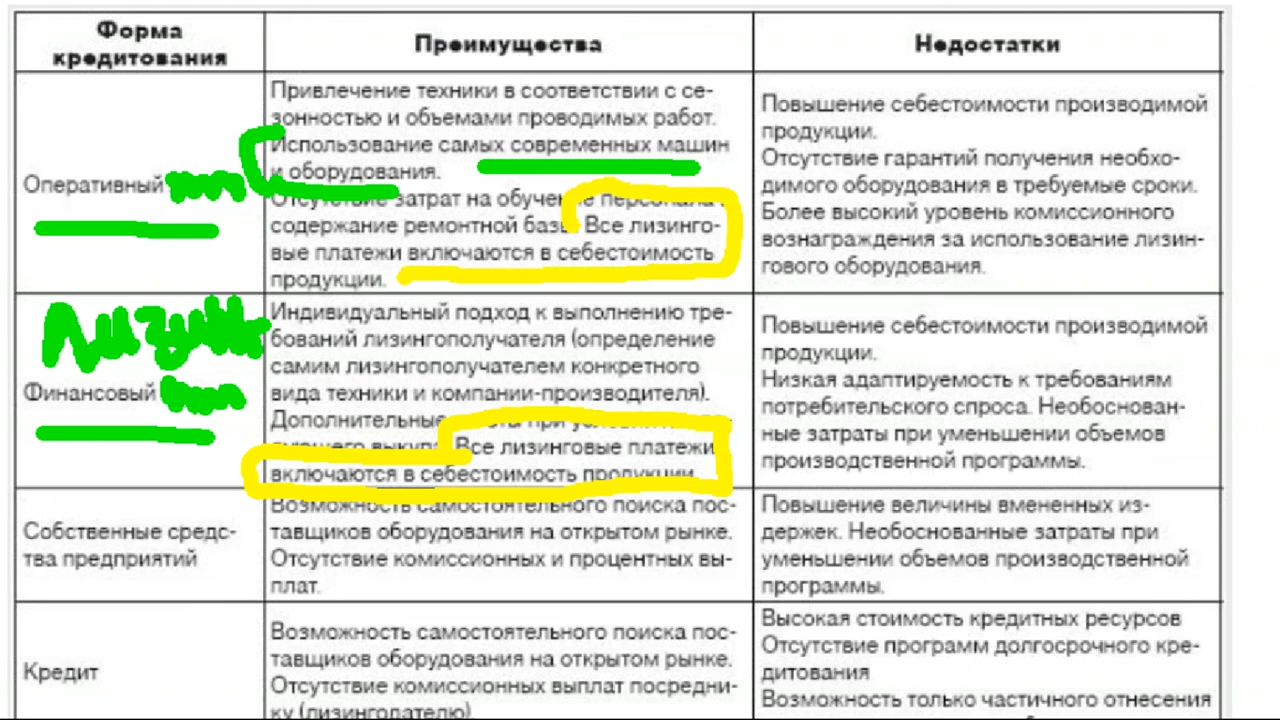 Форма
кредитования
Преимущества
Недостатки
Оперативный
Привлечение техники в соответствии с се-
зонностью и объемами проводимых работ.
Использование самых современных машин
и оборудования.
Отсутствие затрат на обучение персонала
содержание ремонтной базы Все лизинго-
вые платежи включаются в себестоимость
продукции.
Повышение себестоимости производимой
продукции.
Отсутствие гарантий получения необхо-
димого оборудования в требуемые сроки.
Более высокий уровень комиссионного
вознаграждения за использование лизин-
гового оборудования.
Финансовый
Индивидуальный подход к выполнению тре-
бований лизингополучателя (определение
самим лизингополучателем конкретного
вида техники и компании-производителя).
Дополнительные при
выкупа Все лизинговые платежи
включаются в себестоимость продукции
Повышение себестоимости производимой
продукции.
Низкая адаптируемость к требованиям
потребительского спроса. Необоснован-
ные затраты при уменьшении объемов
производственной программы.
Собственные средс-
тва предприятий
Возможность самостоятельного поиска пос-
тавщиков оборудования на открытом рынке.
Отсутствие комиссионных и процентных вы-
плат.
Повышение величины вмененных из-
держек. Необоснованные затраты при
уменьшении объемов производственной
программы.
Кредит
Возможность самостоятельного поиска пос-
тавщиков оборудования на открытом рынке.
Отсутствие комиссионных выплат посредни-
ку (лизингодателю)
Высокая стоимость кредитных ресурсов
Отсутствие программ долгосрочного кре-
дитования
Возможность только частичного отнесения